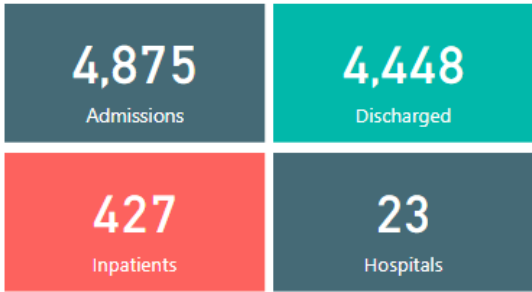 4,875
Admissions
4,448
Discharged
427
Inpatients
23
Hospitals